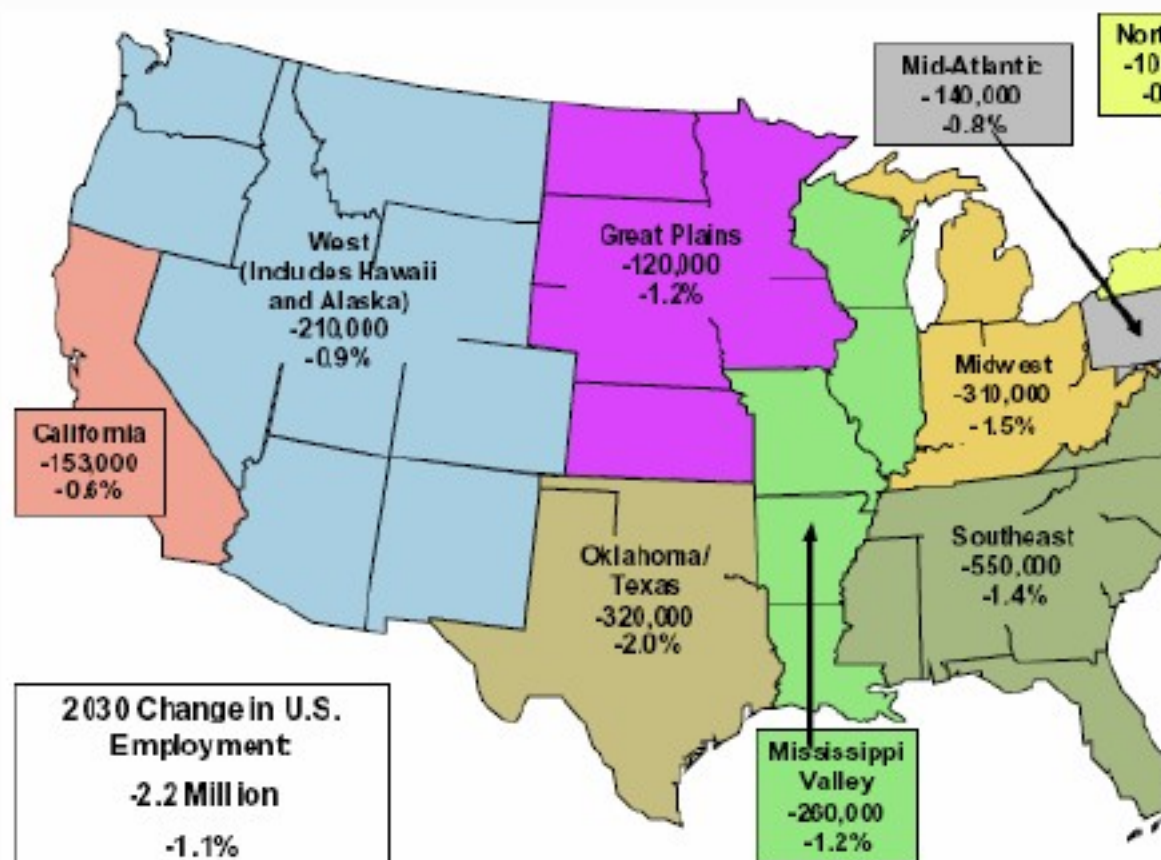 Mid-Atlantic
-140,000
-0.8%
West
(Includes Hawaii
and Alaska)
-210,000
-0.9%
Great Plains
-120,000
-1.2%
Midwest
-310,000
-1.5%
California
-153,000
-0.6%
Oklahoma/
Texas
-320,000
-2.0%
Southeast
-550,000
-1.4%
Mississippi
Valley
-260,000
-1.2%
2030 Change in U.S.
Employment:
-2.2 Million
-1.1%